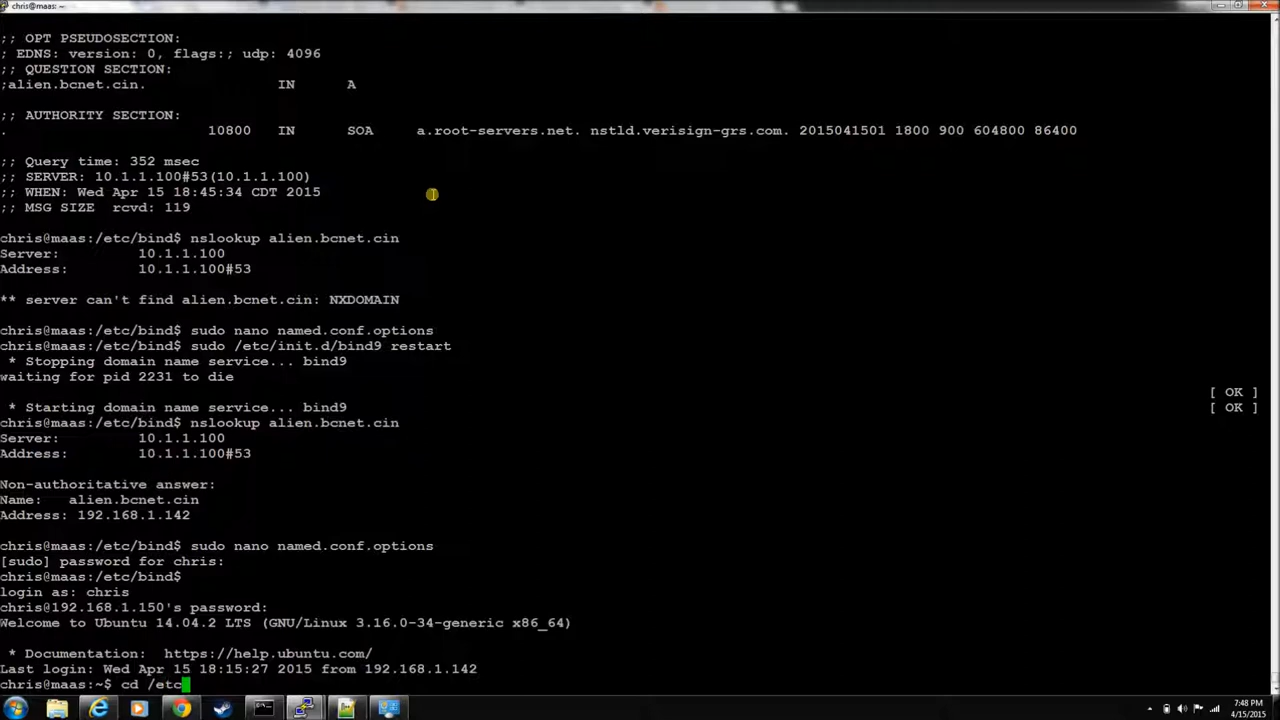 chris@maas: ~
;; OPT PSEUDOSECTION:
; EDNS: version: 0, flags:; udp: 4096
;; QUESTION SECTION:
;alien.bcnet.cin. IN A
;; AUTHORITY SECTION:
. 10800 IN SOA a.root-servers.net. nstld.verisign-grs.com. 2015041501 1800 900 604800 86400
;; Query time: 352 msec
;; SERVER: 10.1.1.100#53(10.1.1.100)
;; WHEN: Wed Apr 15 18:45:34 CDT 2015
;; MSG SIZE rcvd: 119
chris@maas:/etc/bind$ nslookup alien.bcnet.cin
Server: 10.1.1.100
Address: 10.1.1.100#53
** server can't find alien.bcnet.cin: NXDOMAIN
chris@maas:/etc/bind$ sudo nano named.conf.options
chris@maas:/etc/bind$ sudo /etc/init.d/bind9 restart
* Stopping domain name service... bind9
waiting for pid 2231 to die
[ OK ]
* Starting domain name service... bind9 [ OK ]
chris@maas:/etc/bind$ nslookup alien.bcnet.cin
Server: 10.1.1.100
Address: 10.1.1.100#53
Non-authoritative answer:
Name: alien.bcnet.cin
Address: 192.168.1.142
chris@maas:/etc/bind$ sudo nano named.conf.options
[sudo] password for chris:
chris@maas:/etc/bind$
login as: chris
chris@192.168.1.150's password:
Welcome to Ubuntu 14.04.2 LTS (GNU/Linux 3.16.0-34-generic x86_64)
* Documentation: https://help.ubuntu.com/
Last login: Wed Apr 15 18:15:27 2015 from 192.168.1.142
chris@maas:~$ cd /etc
7:48 PM
4/15/2015